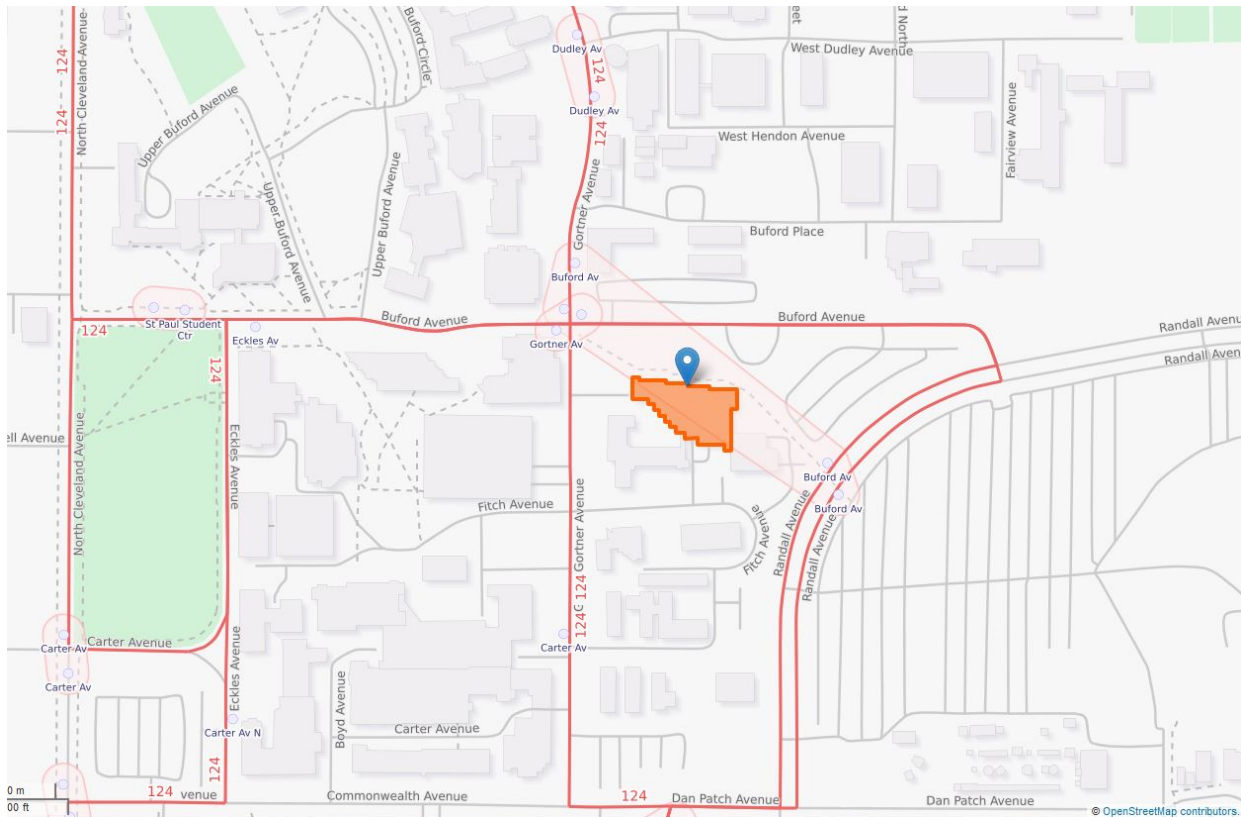 124
124
North Cleveland Avenue
Upper Buford Avenue
Buford Circle
Dudley Av
124
Dudley Av
124
West Dudley Avenue
West Hendon Avenue
Fairview Avenue
Upper Buford Avenue
Upper Buford Avenue
Gortner Avenue
Buford Place
Buford Av
St Paul Student
Ctr
124
Eckles Av
Buford Avenue
Gortner Av
Buford Avenue
Randall Avenu
Randall Aven
124
ell Avenue
Eckles Avenue
North Cleveland Avenue
Fitch Avenue
Gortner Avenue
Fitch Avenue
Buford Av
Buford Av
Randall Avenue
Randall Avenue
124
124
Carter Av
Carter Avenue
Carter Av
Eckles Avenue
Carter Av N
Boyd Avenue
Carter Avenue
Carter Av
124
0 m
00 ft
124
venue
Commonwealth Avenue
124
Dan Patch Avenue
Dan Patch Avenue
© OpenStreetMap contributors.